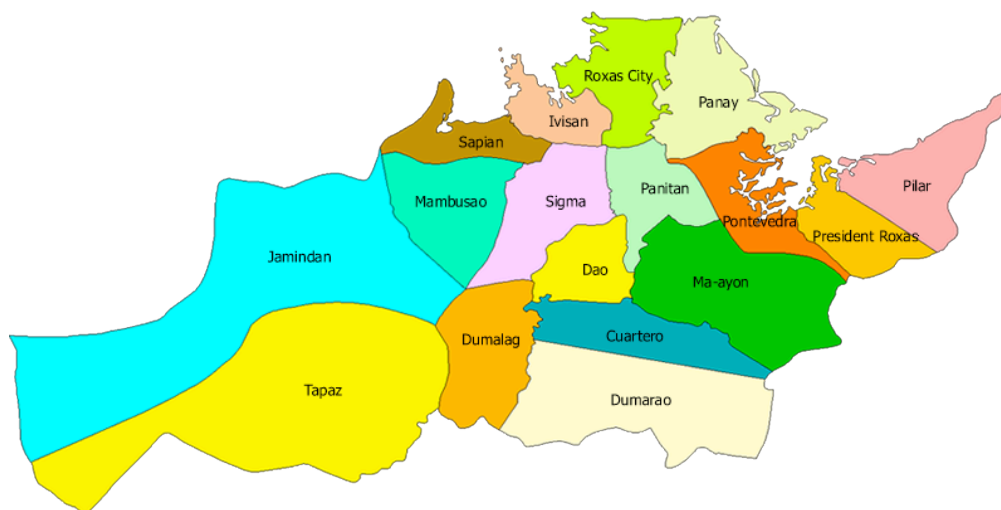 Roxas City
Panay
Ivisan
Sapian
Pilar
Panitan
Mambusao
Sigma
Pontevedra
President Roxas
Jamindan
Dao
Ma-ayon
Dumalag
Cuartero
Tapaz
Dumarao